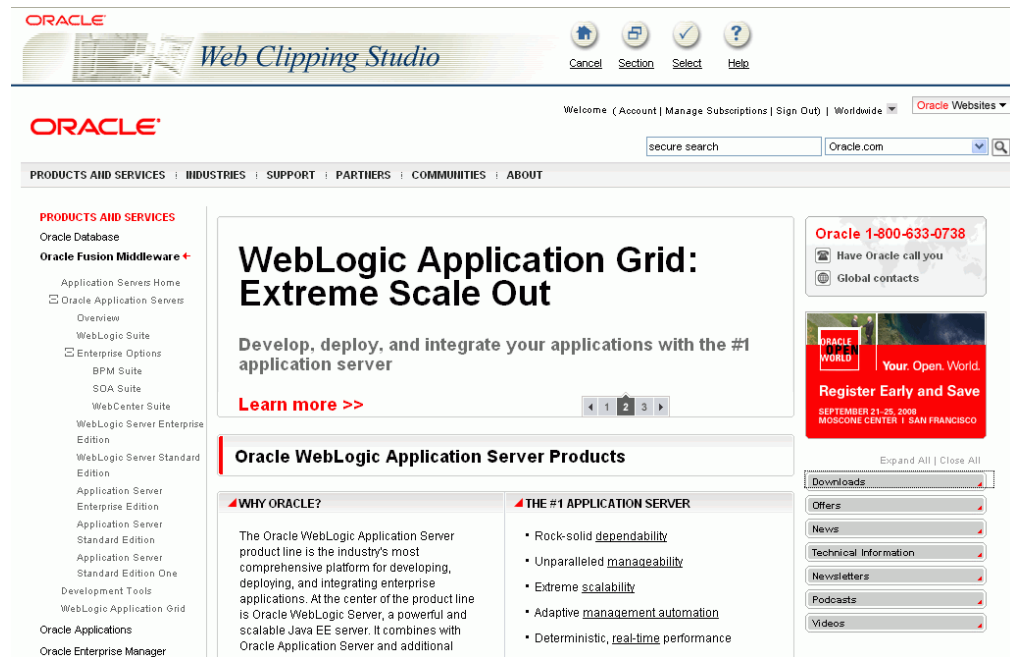 ORACLE
Web Clipping Studio
Cancel
Section
Select
Help
Welcome ( Account | Manage Subscriptions | Sign Out) | Worldwide
Oracle Websites
ORACLE
secure search
Oracle.com
PRODUCTS AND SERVICES
INDUSTRIES
SUPPORT
PARTNERS
COMMUNITIES
ABOUT
PRODUCTS AND SERVICES
Oracle Database
Oracle Fusion Middleware
Application Servers Home
Oracle Application Servers
Overview
WebLogic Suite
Enterprise Options
BPM Suite
SOA Suite
WebCenter Suite
WebLogic Server Enterprise
Edition
WebLogic Server Standard
Edition
Application Server
Enterprise Edition
Application Server
Standard Edition
Application Server
Standard Edition One
Development Tools
WebLogic Application Grid
Oracle Applications
Oracle Enterprise Manager
WebLogic Application Grid:
Extreme Scale
Out
Develop, deploy, and integrate your applications with the #1
application server
Learn more >>
1 2 3
Oracle WebLogic Application Server Products
WHY ORACLE?
The Oracle WebLogic Application Server
product line is the industry's most
comprehensive platform for developing,
deploying, and integrating enterprise
applications. At the center of the product line
is Oracle WebLogic Server, a powerful and
scalable Java EE server. It combines with
Oracle Application Server and additional
THE #1 APPLICATION SERVER
• Rock-solid dependability
• Unparalleled manageability
• Extreme scalability
• Adaptive management automation
• Deterministic, real-time performance
Oracle 1-800-633-0738
Have Oracle call you
Global contacts
ORACLE
OPEN
WORLD
Your. Open. World.
Register Early and Save
SEPTEMBER 21–25, 2008
MOSCONE CENTER | SAN FRANCISCO
Expand All | Close All
Downloads
Offers
News
Technical Information
Newsletters
Podcasts
Videos